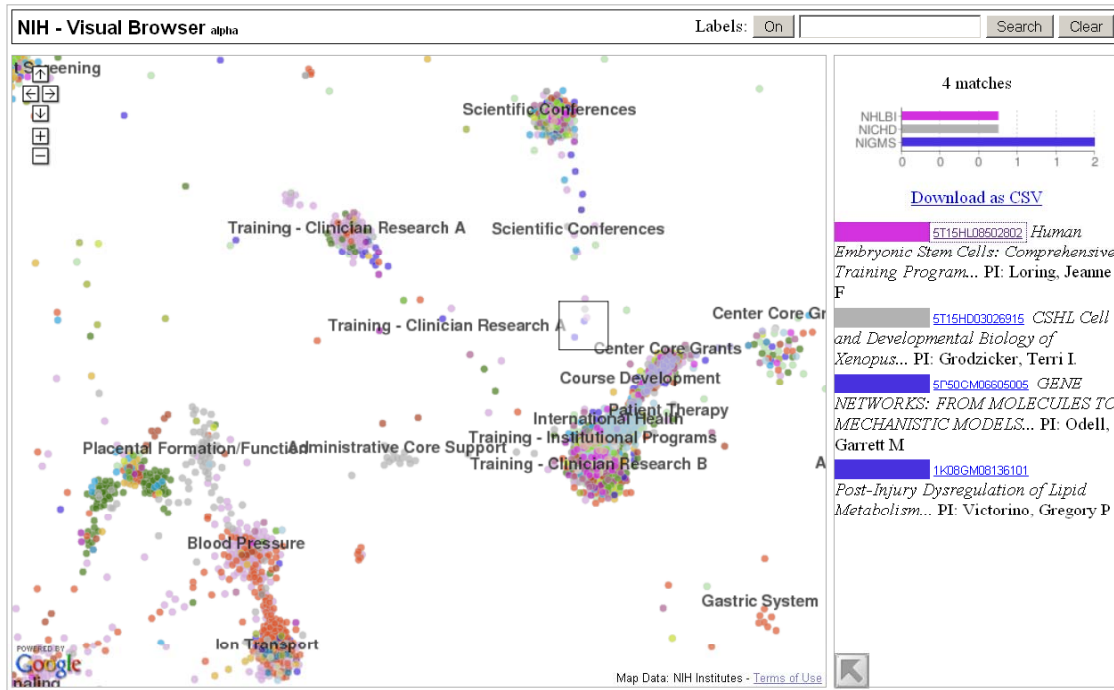 NIH - Visual Browser alpha
Labels: On Search Clear
t Screening
Scientific Conferences
Training - Clinician Research A
Scientific Conferences
Training - Clinician Research A
Center Core Gr
Center Core Grants
Course Development
Patient Therapy
International Health
Training - Institutional Programs
Placental Formation/Function
Administrative Core Support
Training - Clinician Research B
A
Blood Pressure
Gastric System
Ion Transport
POWERED BY
Google
naling
Map Data: NIH Institutes - Terms of Use
4 matches
NHLBI
NICHD
NIGMS
0 0 0 1 1 2
Download as CSV
5T15HL08502802 Human
Embryonic Stem Cells: Comprehensive
Training Program... PI: Loring, Jeanne
F
5T15HD03026915 CSHL Cell
and Developmental Biology of
Xenopus... PI: Grodzicker, Terri I.
5P50GM06605005 GENE
NETWORKS: FROM MOLECULES TO
MECHANISTIC MODELS... PI: Odell,
Garrett M
1K08GM08136101
Post-Injury Dysregulation of Lipid
Metabolism... PI: Victorino, Gregory P